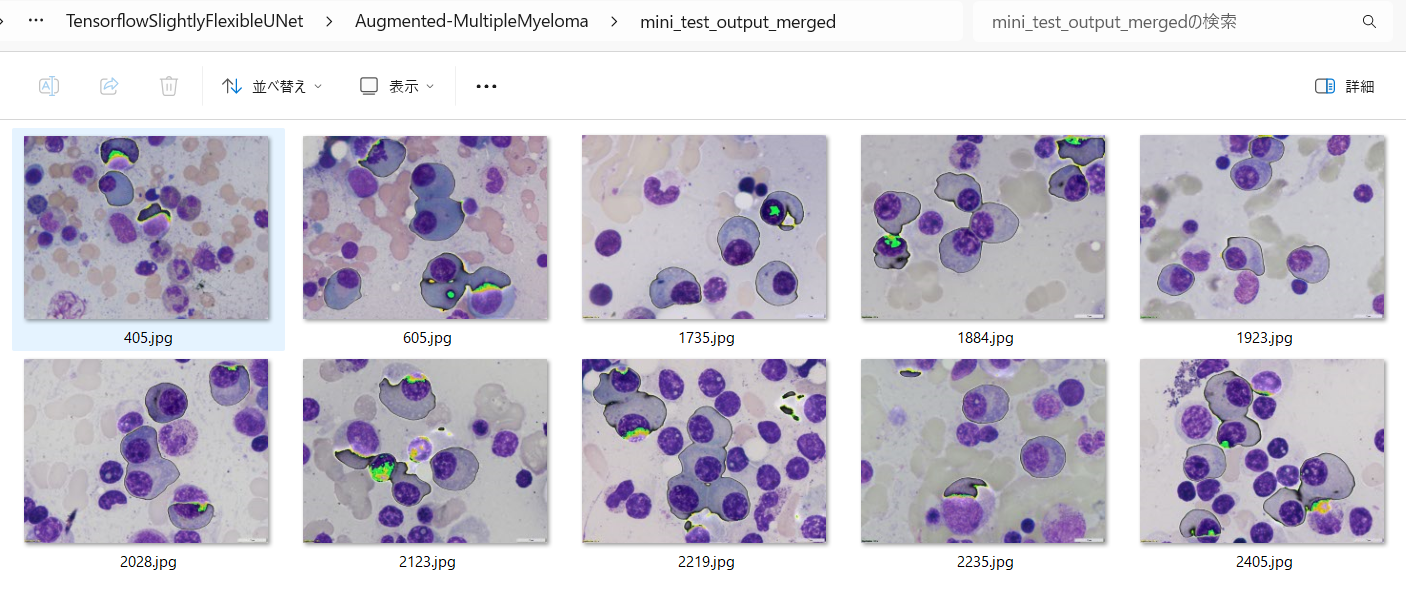 … TensorflowSlightlyFlexibleUNet > Augmented-MultipleMyeloma > mini_test_output_merged
mini_test_output_mergedの検索
並べ替え 表示 … 詳細
405.jpg 605.jpg 1735.jpg 1884.jpg 1923.jpg
2028.jpg 2123.jpg 2219.jpg 2235.jpg 2405.jpg